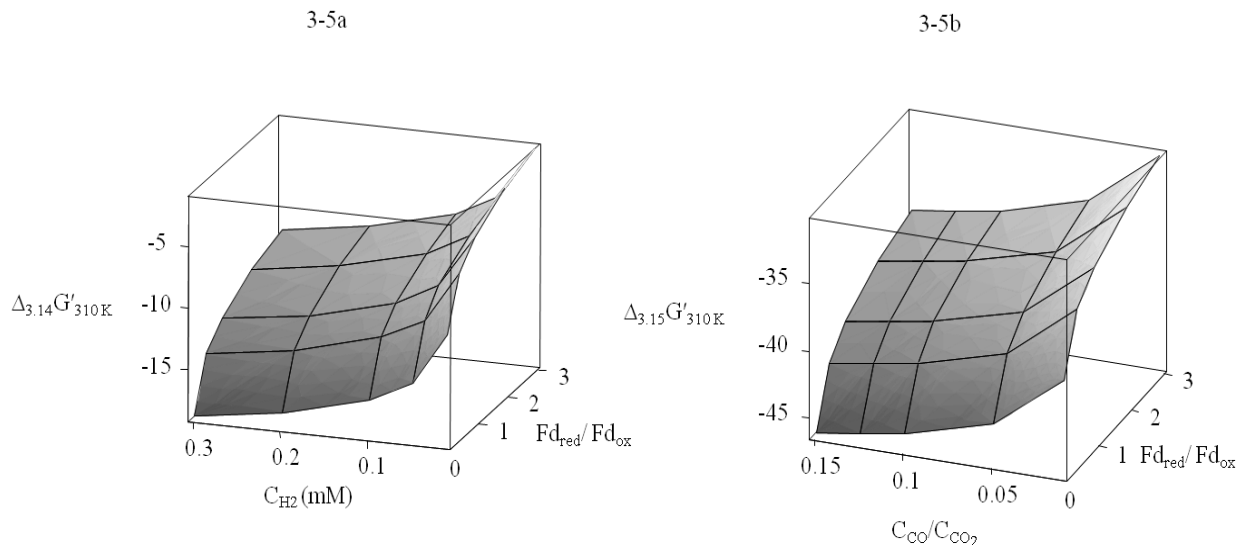 3-5a
-5
-10
-15
Δ3.14G′310 K
0.3
0.2
0.1
0
1
2
3
CH2 (mM)
Fdred/ Fdox
3-5b
-35
-40
-45
Δ3.15G′310 K
0.15
0.1
0.05
0
1
2
3
Fdred/ Fdox
CCO/CCO2